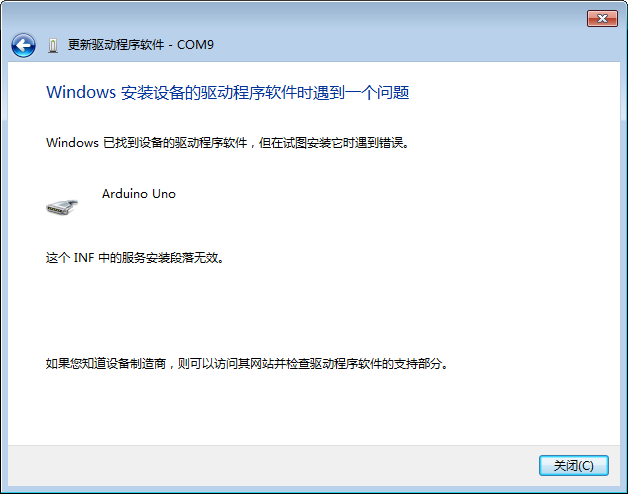 更新驱动程序软件 - COM9
Windows 安装设备的驱动程序软件时遇到一个问题
Windows 已找到设备的驱动程序软件，但在试图安装它时遇到错误。
Arduino Uno
这个 INF 中的服务安装段落无效。
如果您知道设备制造商，则可以访问其网站并检查驱动程序软件的支持部分。
关闭(C)